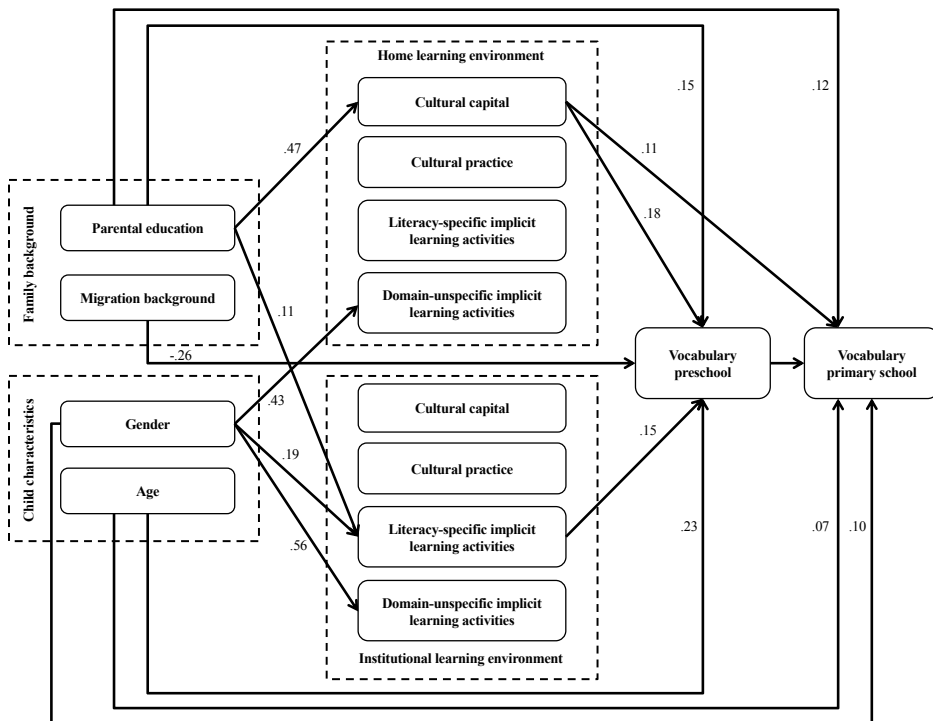 Home learning environment
.15
.12
Cultural capital
.47
.11
Cultural practice
Family background
Parental education
.18
Literacy-specific implicit
learning activities
Migration background
.11
Domain-unspecific implicit
learning activities
-.26
Vocabulary
preschool
Vocabulary
primary school
Child characteristics
Gender
.43
Cultural capital
.15
.19
Cultural practice
Age
.56
Literacy-specific implicit
learning activities
.23
.07
.10
Domain-unspecific implicit
learning activities
Institutional learning environment